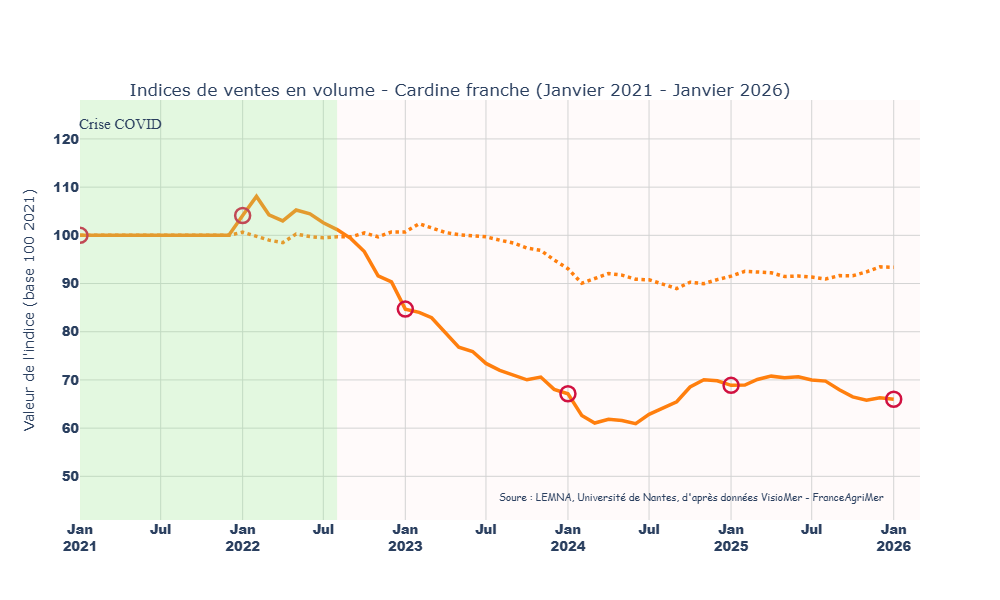 Indices de ventes en volume - Cardine franche (Janvier 2021 - Janvier 2026)
Crise COVID
Valeur de l'indice (base 100 2021)
120
110
100
90
80
70
60
50
Soure : LEMNA, Université de Nantes, d'après données VisioMer - FranceAgriMer
Jan Jul Jan Jul Jan Jul Jan Jul Jan Jul Jan
2021 2022 2023 2024 2025 2026